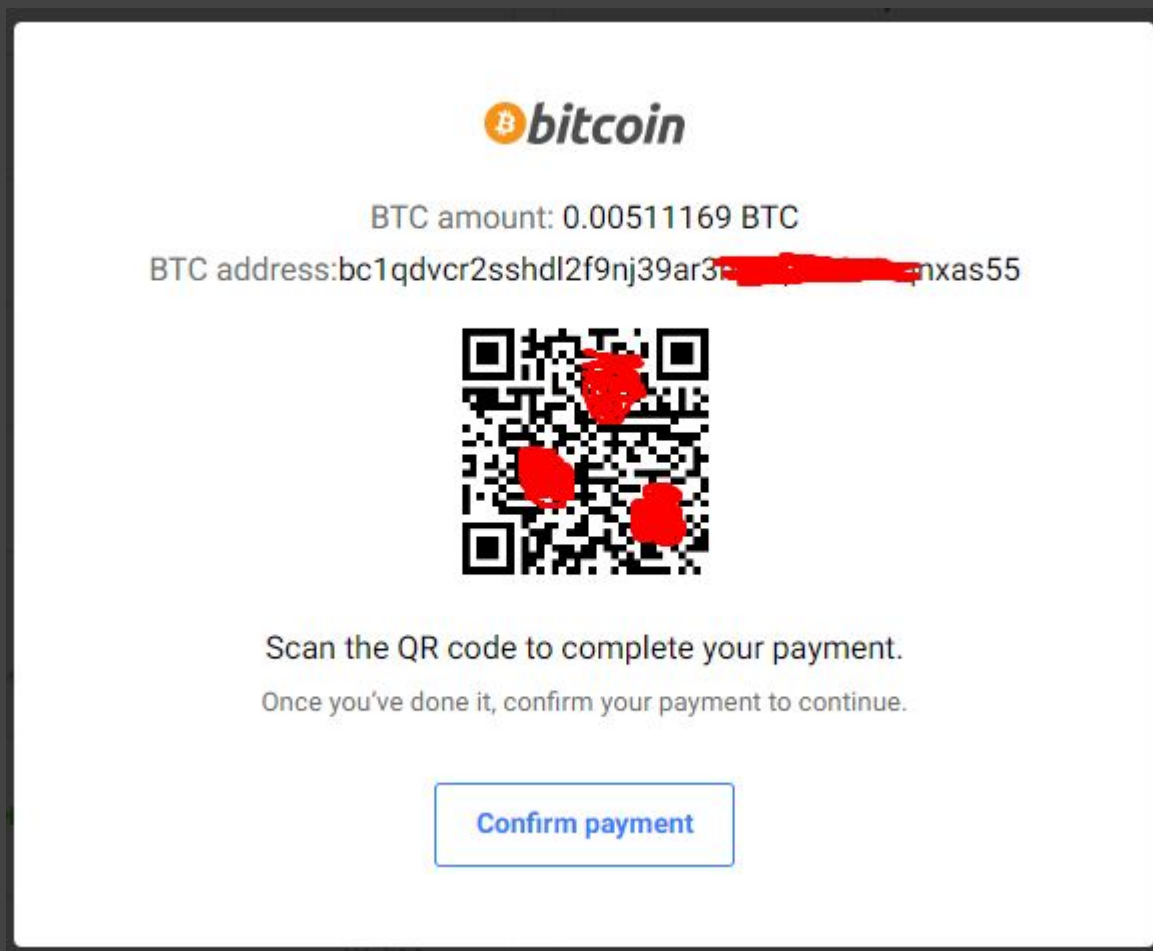 bitcoin
BTC amount: 0.00511169 BTC
BTC address:bc1qdvcr2sshdl2f9nj39ar3 nxas55
Scan the QR code to complete your payment.
Once you've done it, confirm your payment to continue.
Confirm payment